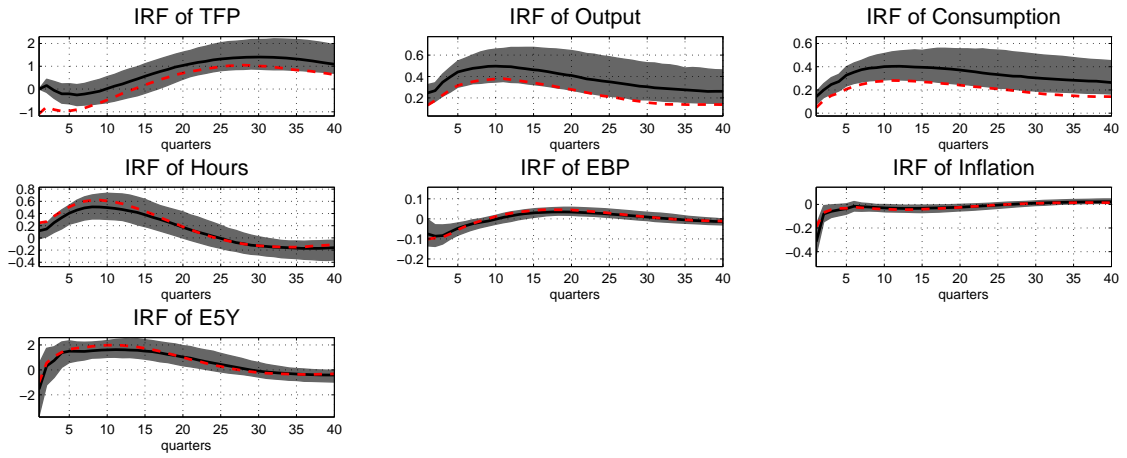 IRF of TFP
2
1
0
−1
5 10 15 20 25 30 35 40
quarters
IRF of Output
0.6
0.4
0.2
5 10 15 20 25 30 35 40
quarters
IRF of Consumption
0.6
0.4
0.2
0
5 10 15 20 25 30 35 40
quarters
IRF of Hours
0.8
0.6
0.4
0.2
0
−0.2
−0.4
5 10 15 20 25 30 35 40
quarters
IRF of EBP
0.1
0
−0.1
−0.2
5 10 15 20 25 30 35 40
quarters
IRF of Inflation
0
−0.2
−0.4
5 10 15 20 25 30 35 40
quarters
IRF of E5Y
2
0
−2
5 10 15 20 25 30 35 40
quarters